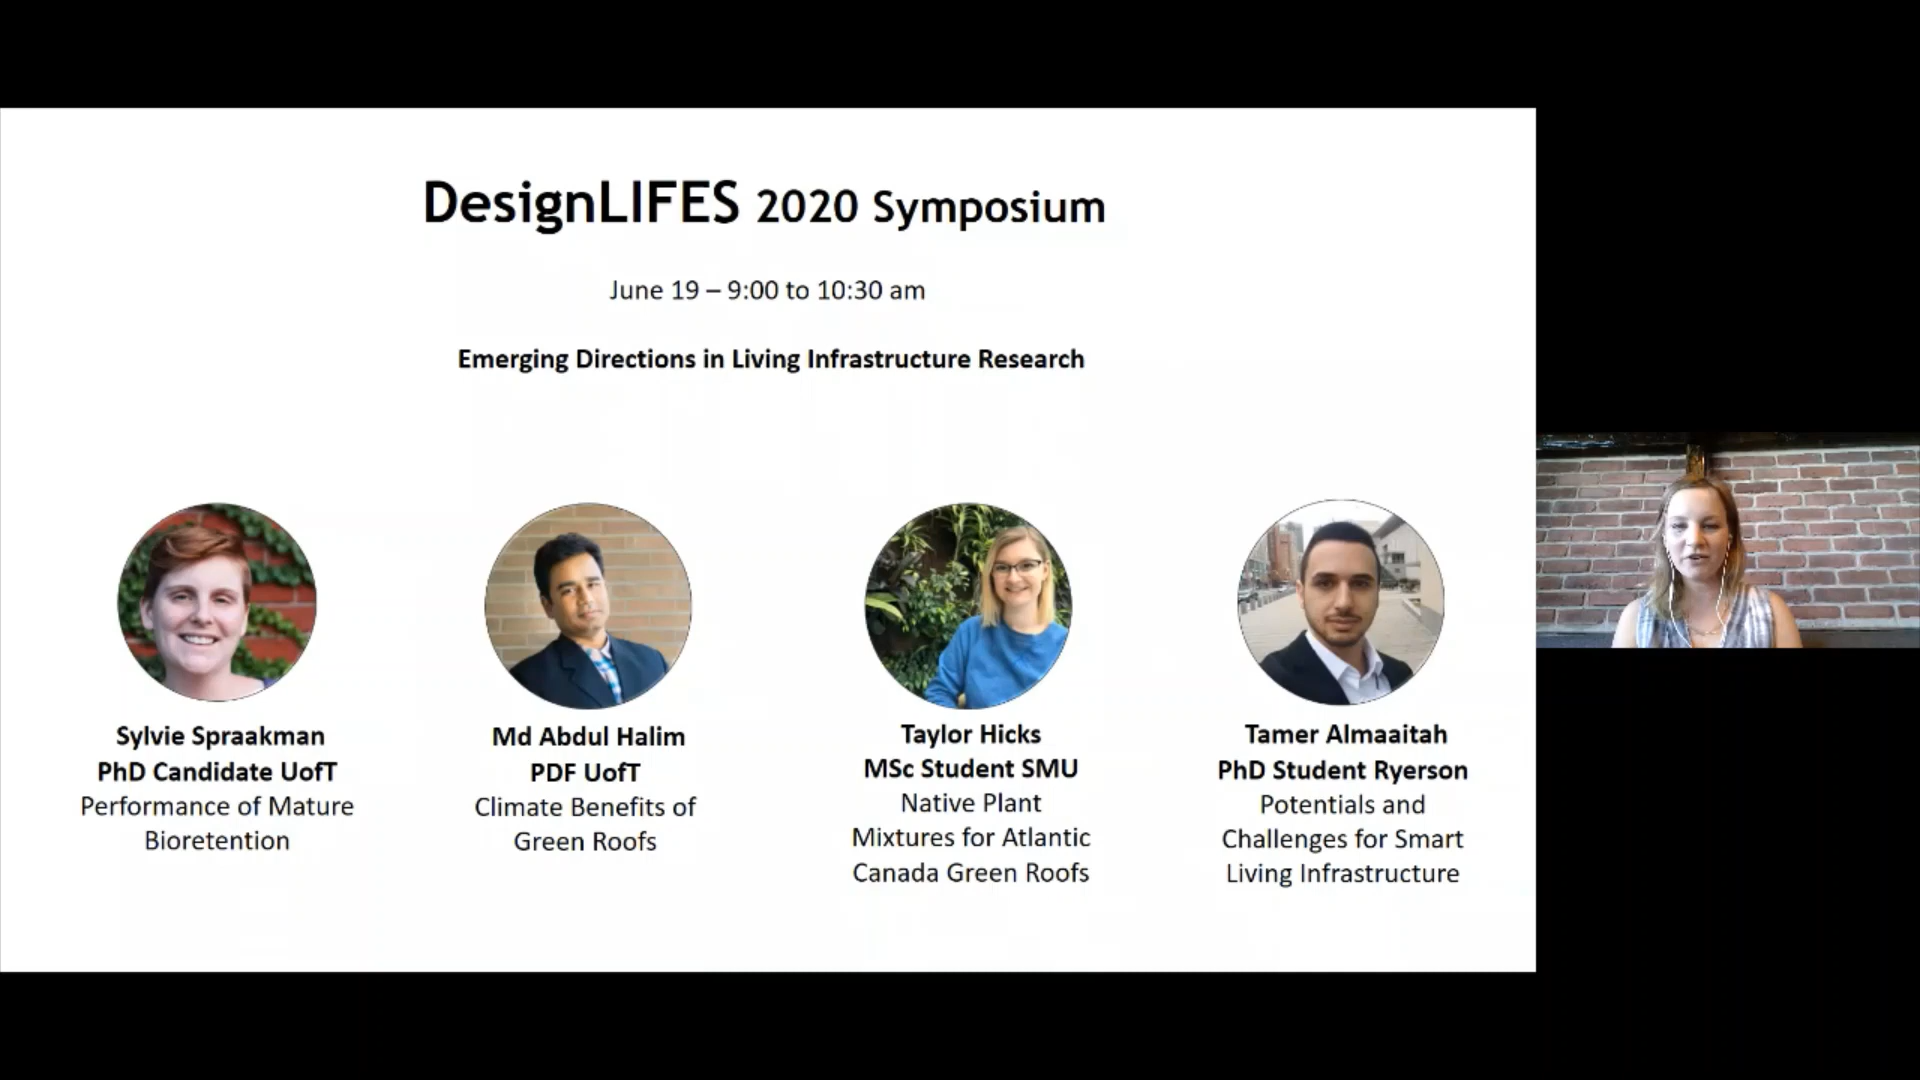 DesignLIFES 2020 Symposium
June 19 – 9:00 to 10:30 am
Emerging Directions in Living Infrastructure Research
Sylvie Spraakman
PhD Candidate UofT
Performance of Mature
Bioretention
Md Abdul Halim
PDF UofT
Climate Benefits of
Green Roofs
Taylor Hicks
MSc Student SMU
Native Plant
Mixtures for Atlantic
Canada Green Roofs
Tamer Almaaitah
PhD Student Ryerson
Potentials and
Challenges for Smart
Living Infrastructure